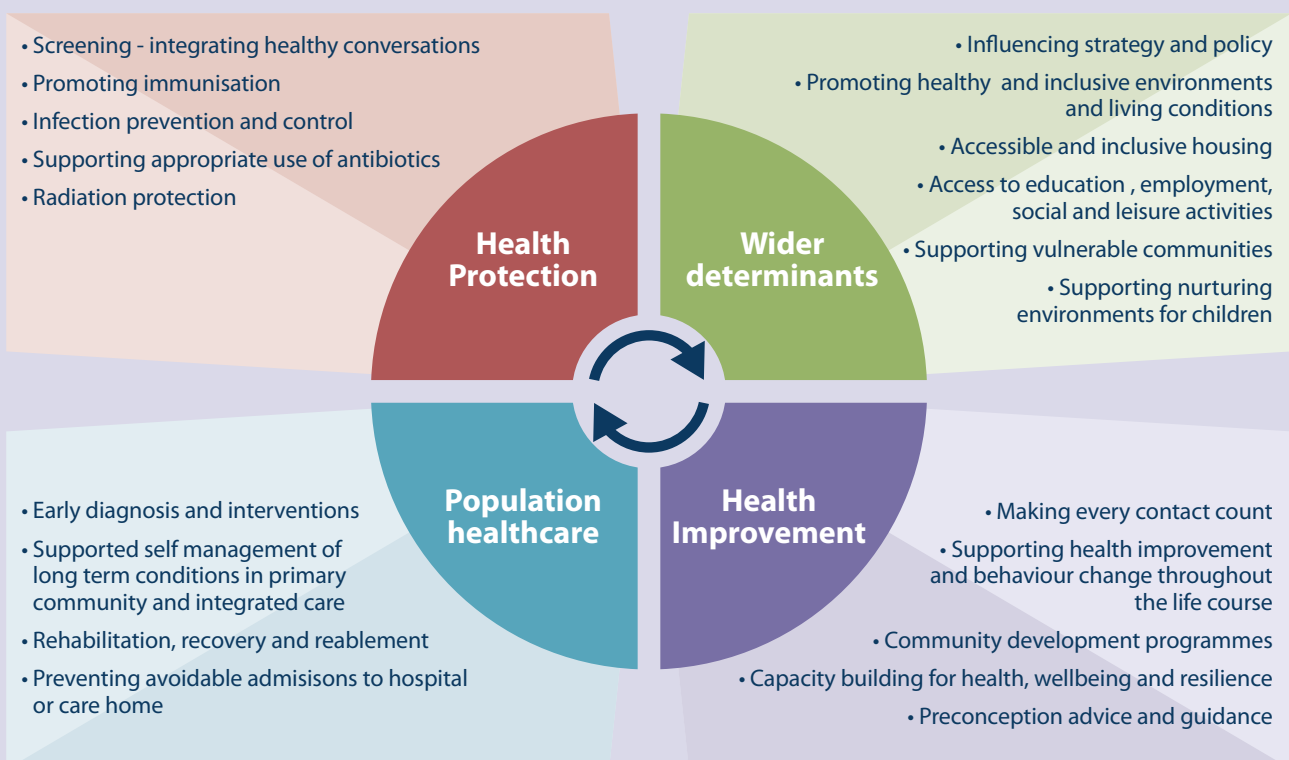 • Screening - integrating healthy conversations
• Promoting immunisation
• Infection prevention and control
• Supporting appropriate use of antibiotics
• Radiation protection
Health
Protection
• Influencing strategy and policy
• Promoting healthy and inclusive environments
and living conditions
• Accessible and inclusive housing
• Access to education , employment,
social and leisure activities
• Supporting vulnerable communities
• Supporting nurturing
environments for children
Wider
determinants
• Early diagnosis and interventions
• Supported self management of
long term conditions in primary
community and integrated care
• Rehabilitation, recovery and reablement
• Preventing avoidable admisisons to hospital
or care home
Population
healthcare
Health
Improvement
• Making every contact count
• Supporting health improvement
and behaviour change throughout
the life course
• Community development programmes
• Capacity building for health, wellbeing and resilience
• Preconception advice and guidance